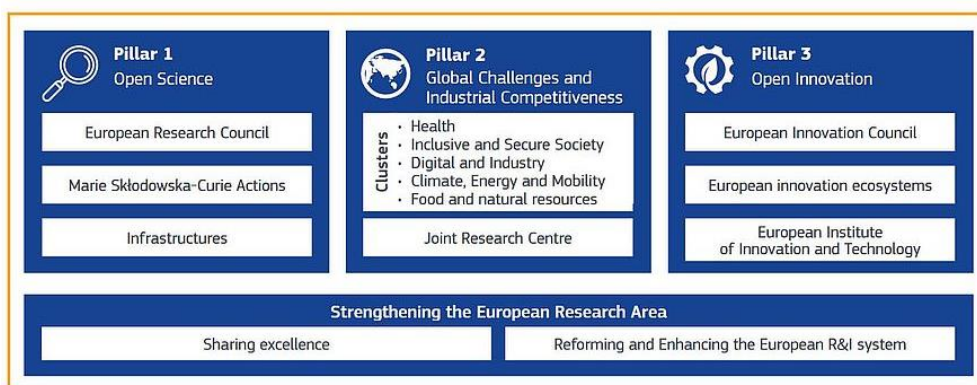 Pillar 1
Open Science
European Research Council
Marie Skłodowska-Curie Actions
Infrastructures
Pillar 2
Global Challenges and
Industrial Competitiveness
Clusters
· Health
· Inclusive and Secure Society
· Digital and Industry
· Climate, Energy and Mobility
· Food and natural resources
Joint Research Centre
Pillar 3
Open Innovation
European Innovation Council
European innovation ecosystems
European Institute
of Innovation and Technology
Strengthening the European Research Area
Sharing excellence
Reforming and Enhancing the European R&I system